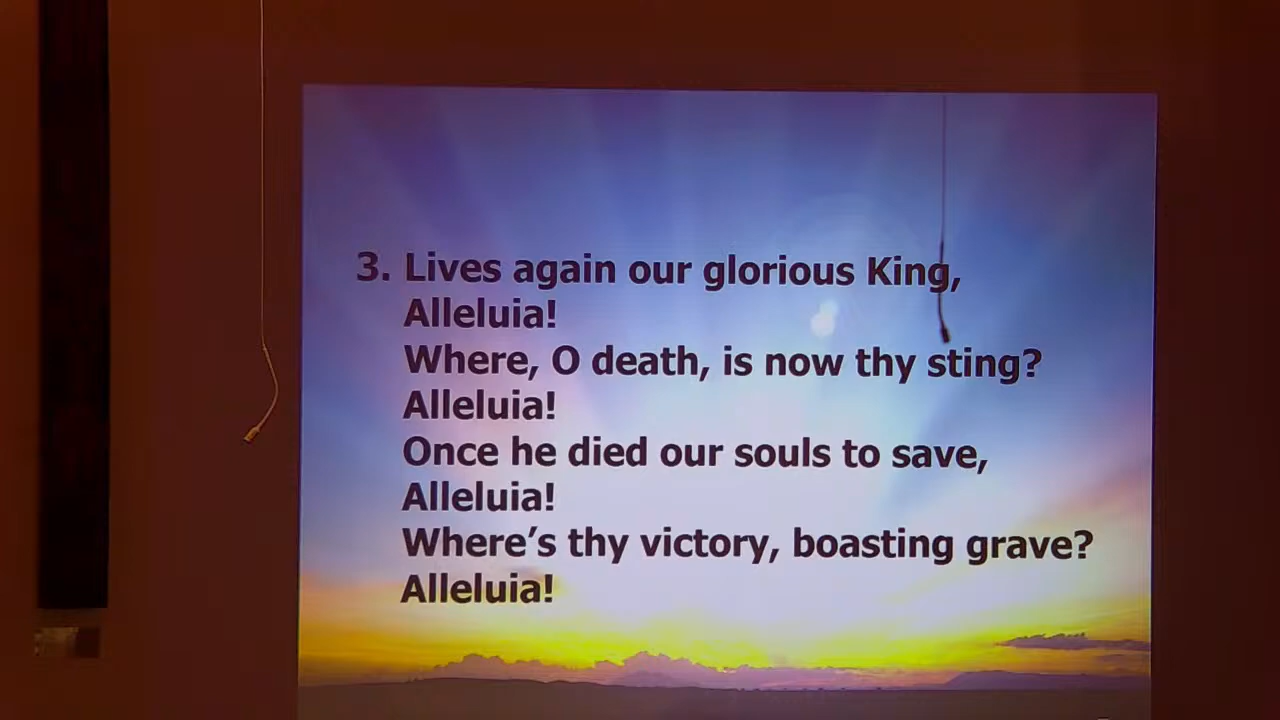 3. Lives again our glorious King,
Alleluia!
Where, O death, is now thy sting?
Alleluia!
Once he died our souls to save,
Alleluia!
Where’s thy victory, boasting grave?
Alleluia!